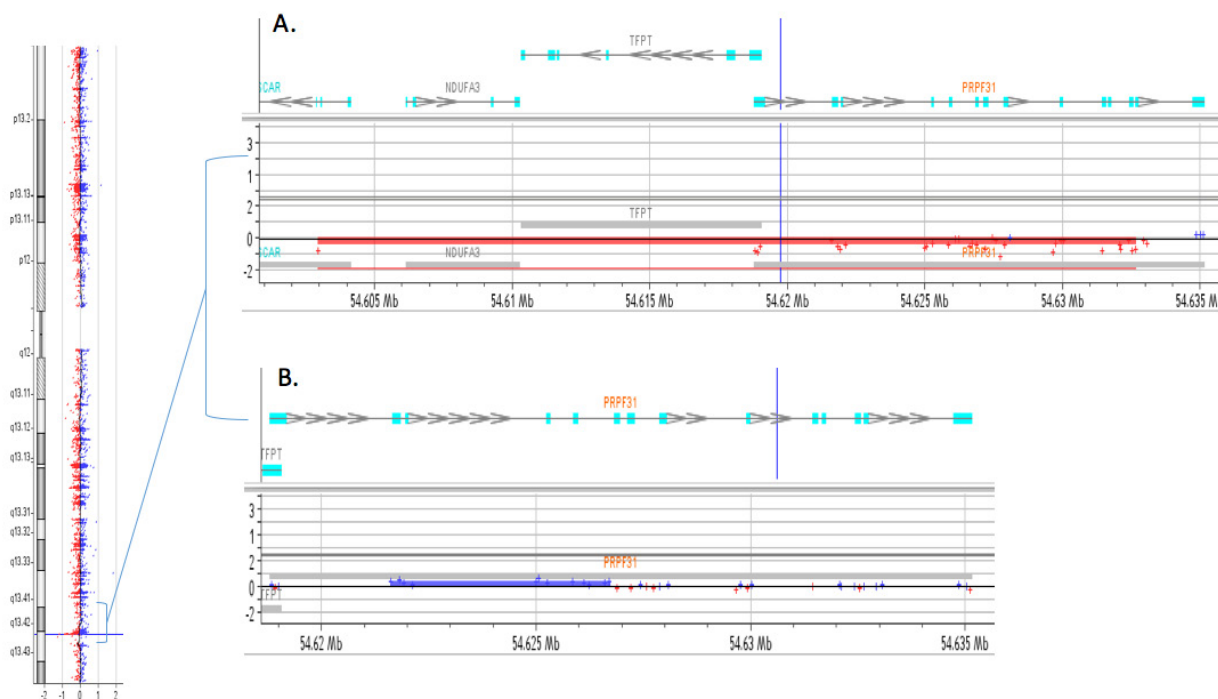 A.
TFPT
SCAR
NDUFA3
PRPF31
3
1
2
TFPT
0
SCAR
NDUFA3
PRPF31
-2
54.605 Mb
54.61 Mb
54.615 Mb
54.62 Mb
54.625 Mb
54.63 Mb
54.635 M
B.
PRPF31
TFPT
3
2
1
0
2
PRPF31
1
0
TFPT
-1
-2
54.62 Mb
54.625 Mb
54.63 Mb
54.635 Mb
p13.2
p13.13
p13.11
p12
q12
q13.11
q13.12
q13.13
q13.31
q13.32
q13.33
q13.41
q13.42
q13.43
-2 -1 0 1 2